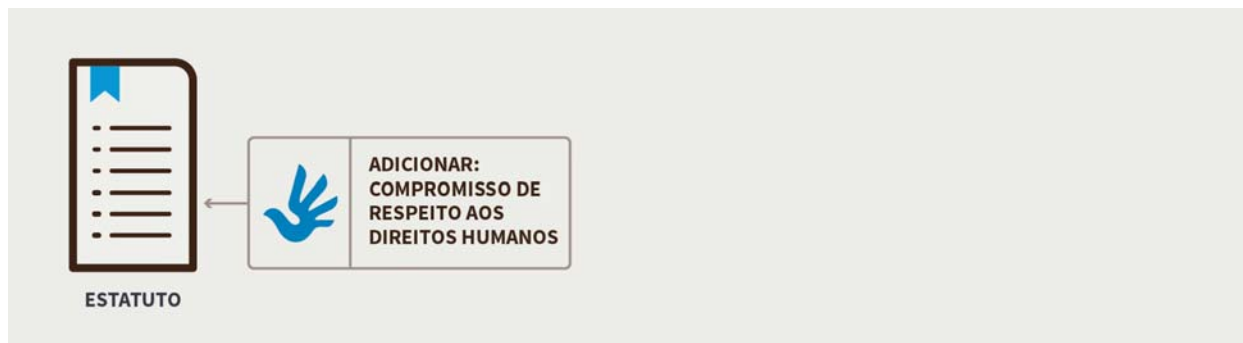 ADICIONAR:
COMPROMISSO DE
RESPEITO AOS
DIREITOS HUMANOS
ESTATUTO